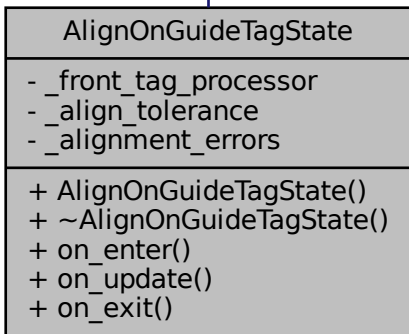 AlignOnGuideTagState
- _front_tag_processor
- _align_tolerance
- _alignment_errors
+ AlignOnGuideTagState()
+ ~AlignOnGuideTagState()
+ on_enter()
+ on_update()
+ on_exit()